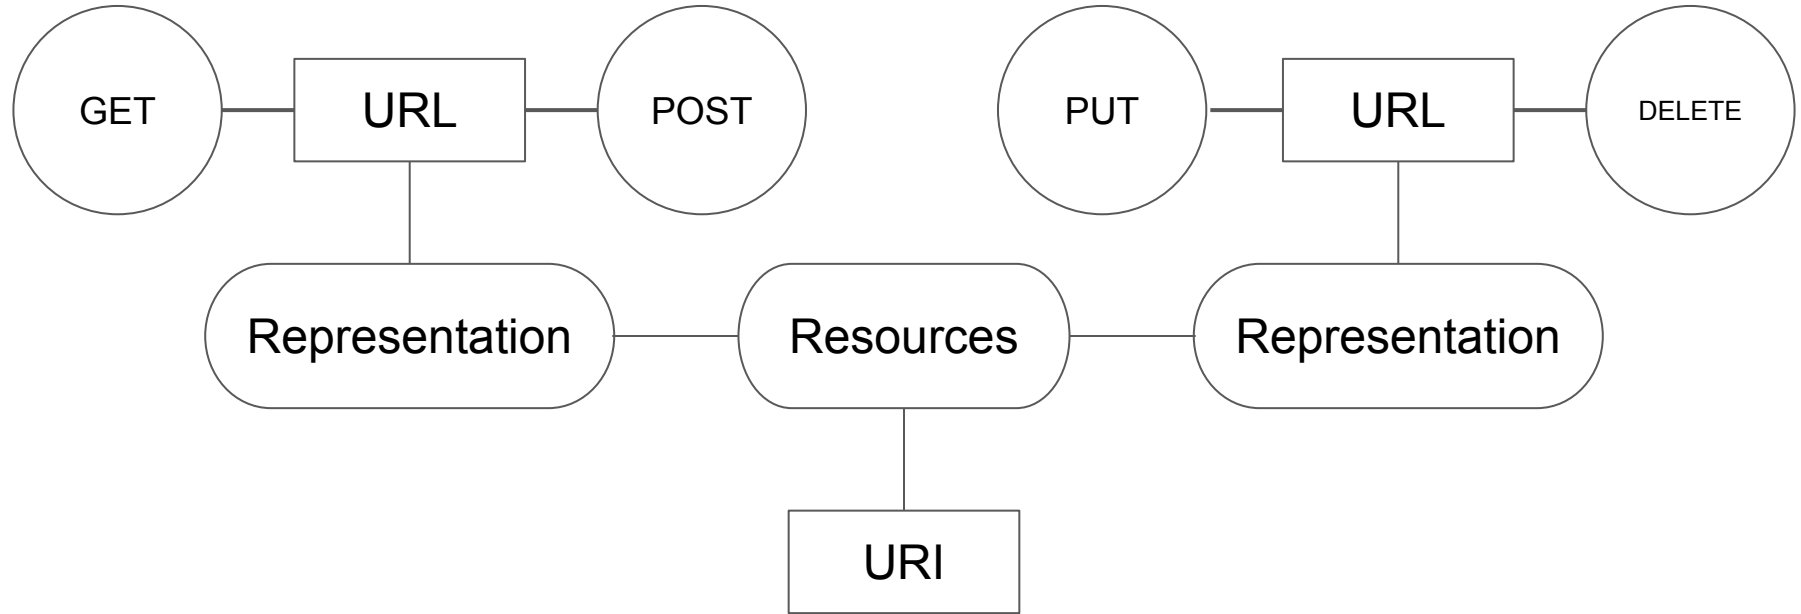 GET
URL
POST
PUT
URL
DELETE
Representation
Resources
Representation
URI